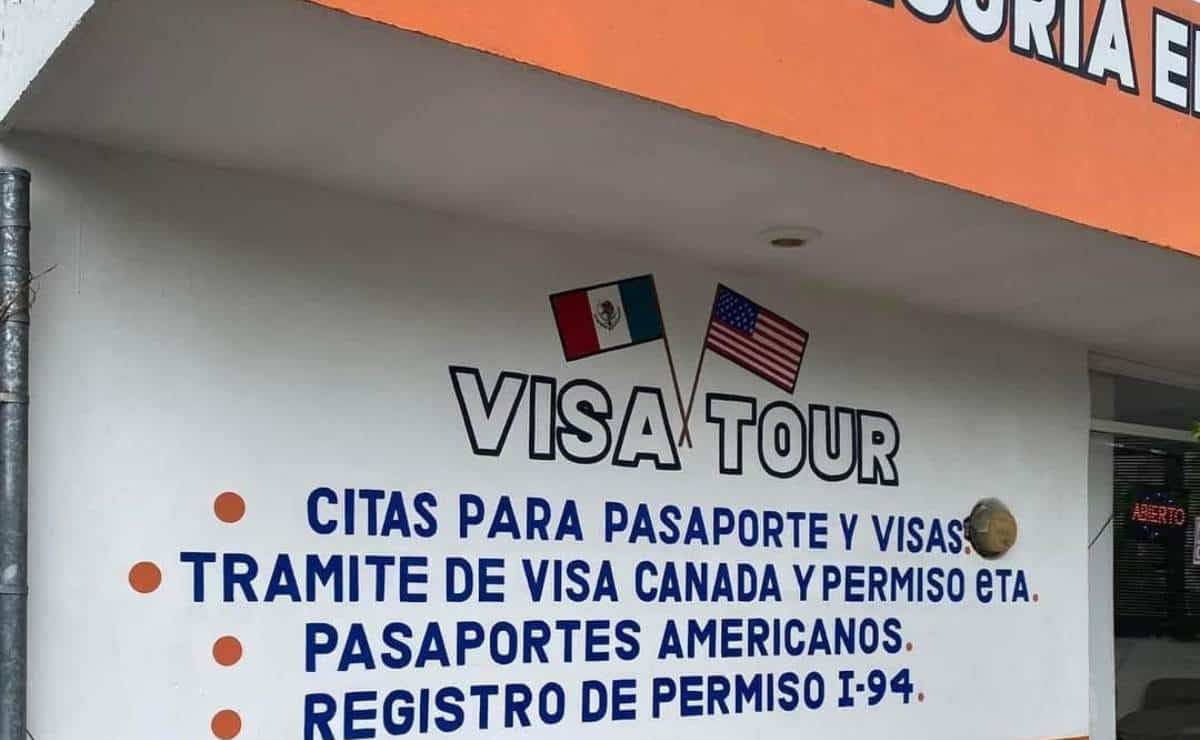 VISA TOUR
CITAS PARA PASAPORTE Y VISAS.
TRAMITE DE VISA CANADA Y PERMISO eTA.
PASAPORTES AMERICANOS.
REGISTRO DE PERMISO I-94.
ABIERTO